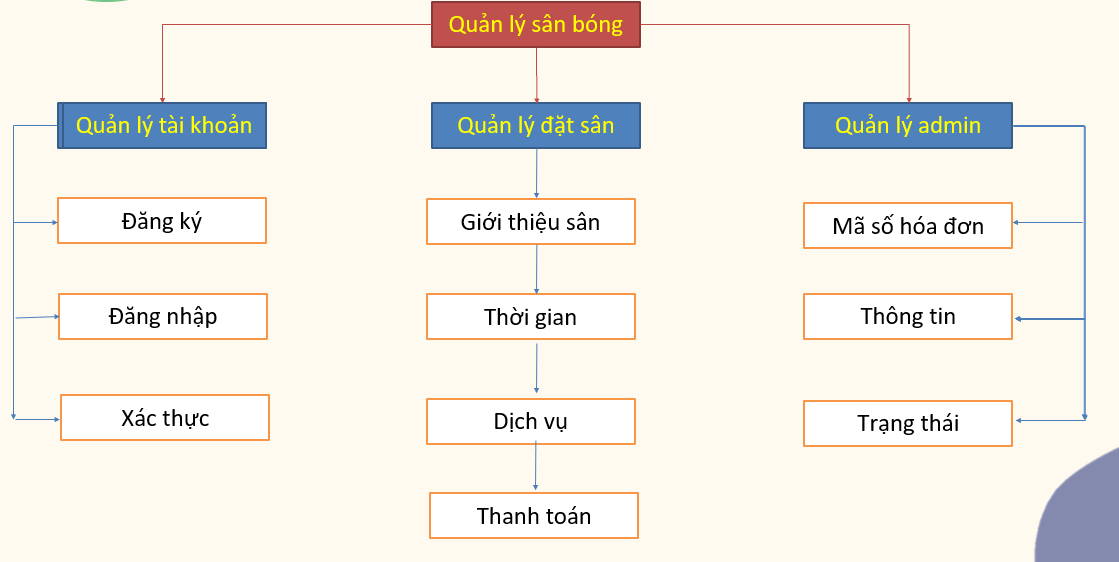 Quản lý sân bóng
Quản lý tài khoản
Quản lý đặt sân
Quản lý admin
Đăng ký
Giới thiệu sân
Mã số hóa đơn
Đăng nhập
Thời gian
Thông tin
Xác thực
Dịch vụ
Trạng thái
Thanh toán